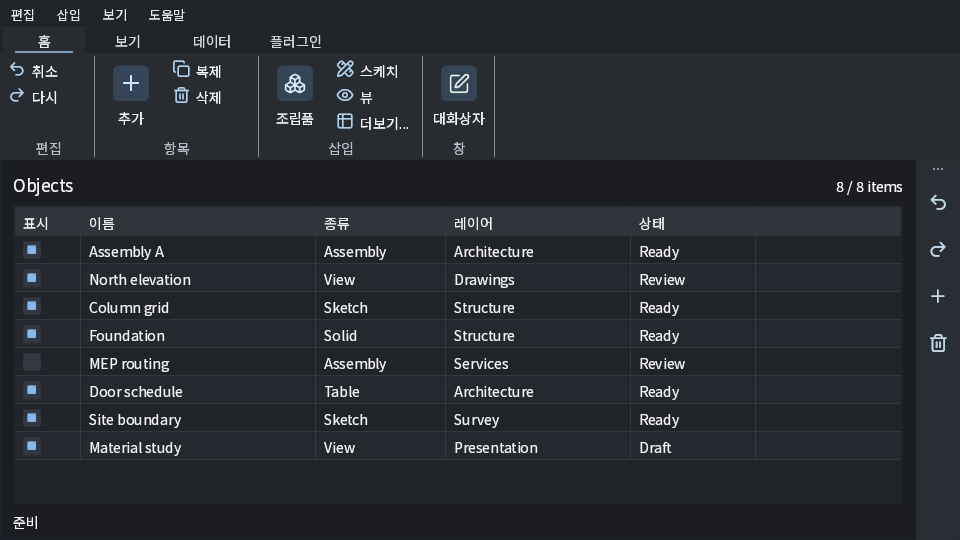 편집 삽입 보기 도움말
홈 보기 데이터 플러그인
취소
다시
편집
추가
복제
삭제
항목
조립품
스케치
뷰
더보기...
삽입
대화상자
창
Objects
8 / 8 items
표시 이름 종류 레이어 상태
Assembly A Assembly Architecture Ready
North elevation View Drawings Review
Column grid Sketch Structure Ready
Foundation Solid Structure Ready
MEP routing Assembly Services Review
Door schedule Table Architecture Ready
Site boundary Sketch Survey Ready
Material study View Presentation Draft
준비